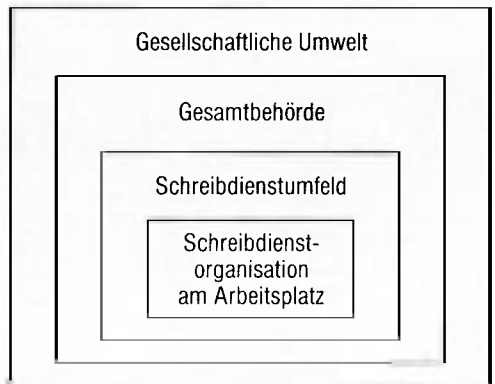 Gesellschaftliche Umwelt
Gesamtbehörde
Schreibdienstumfeld
Schreibdienst-
organisation
am Arbeitsplatz